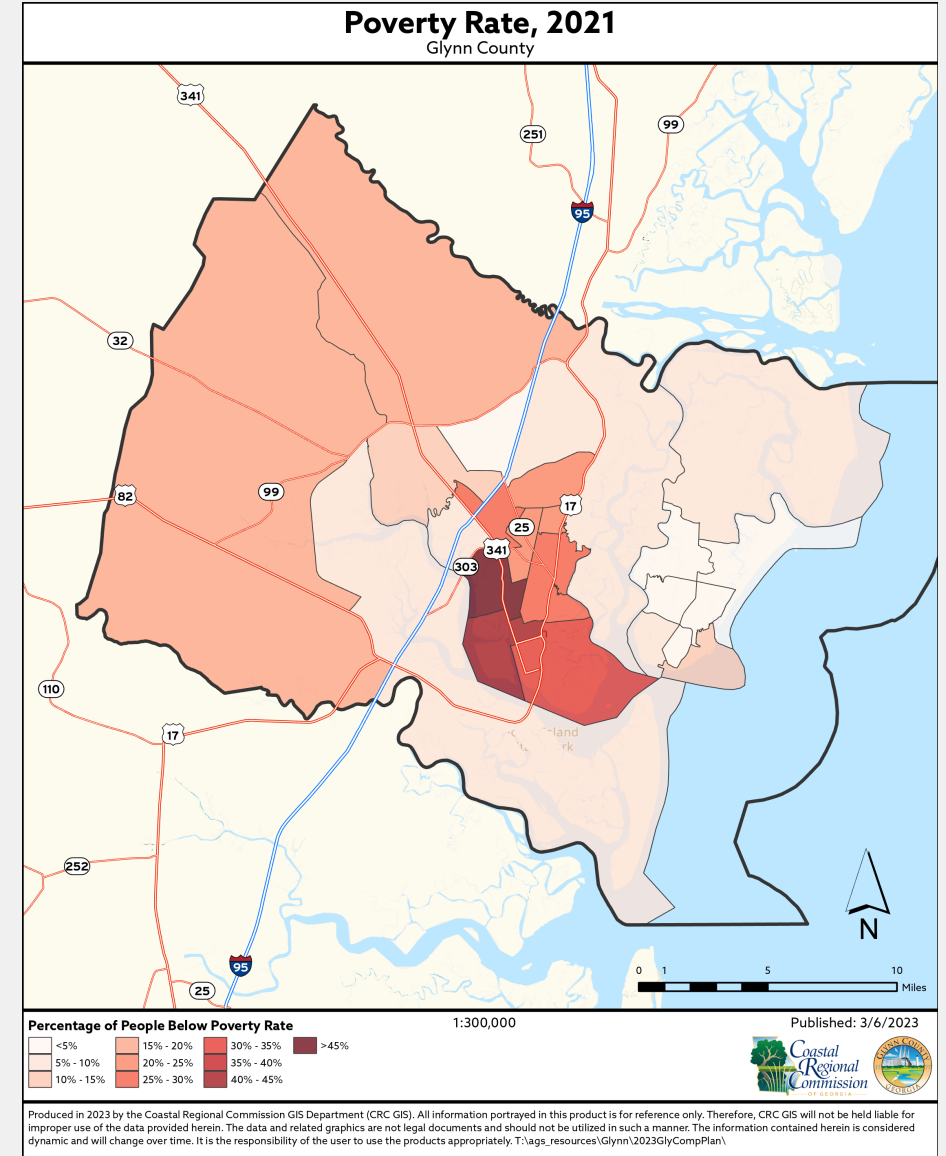 Poverty Rate, 2021
Glynn County
341
251
99
95
32
82
99
17
25
341
303
110
17
252
95
25
N
0 1 5 10
Miles
Percentage of People Below Poverty Rate
<5%
5% - 10%
10% - 15%
15% - 20%
20% - 25%
25% - 30%
30% - 35%
35% - 40%
40% - 45%
>45%
1:300,000
Published: 3/6/2023
Coastal
Regional
Commission
OF GEORGIA
GLYNN COUNTY
GEORGIA
Produced in 2023 by the Coastal Regional Commission GIS Department (CRC GIS). All information portrayed in this product is for reference only. Therefore, CRC GIS will not be held liable for
improper use of the data provided herein. The data and related graphics are not legal documents and should not be utilized in such a manner. The information contained herein is considered
dynamic and will change over time. It is the responsibility of the user to use the products appropriately. T:\ags_resources\Glynn\2023GlyCompPlan\